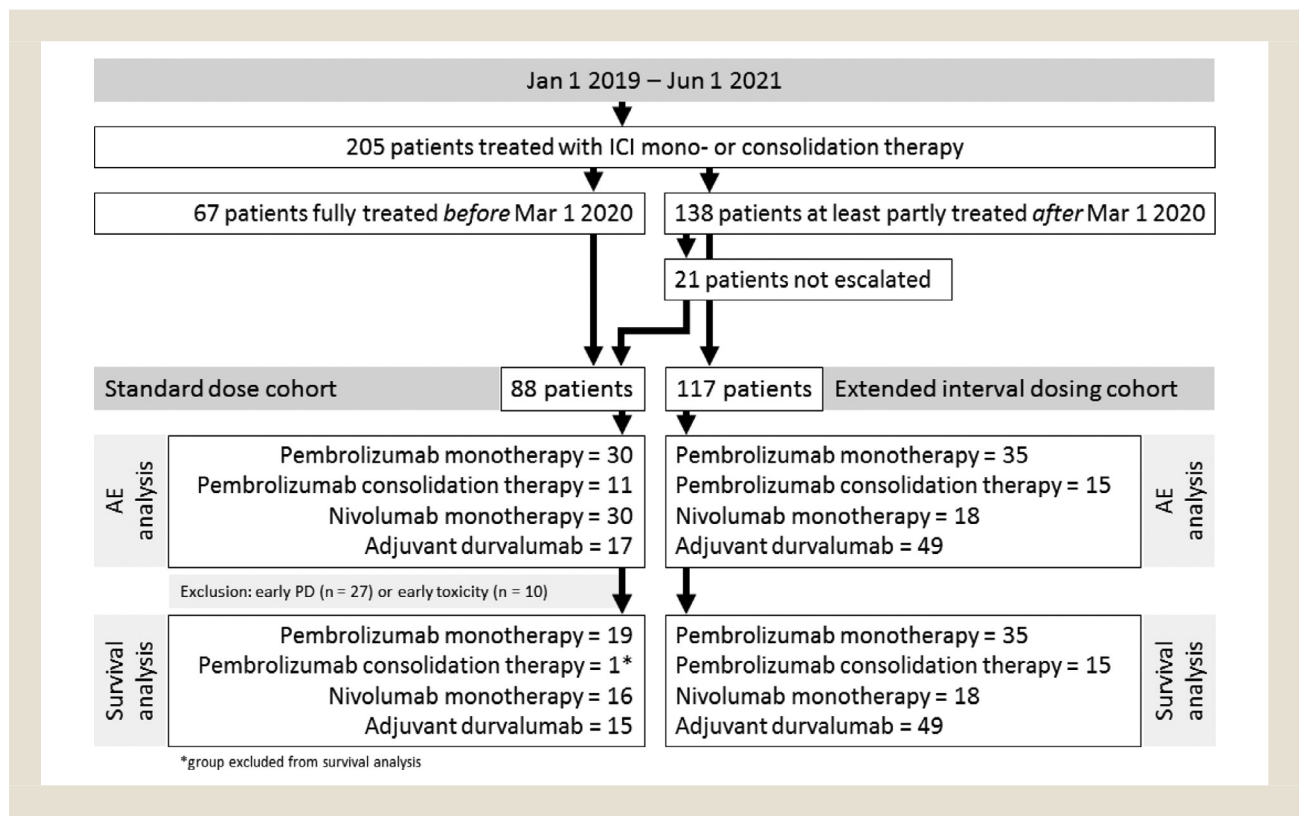 Jan 1 2019 – Jun 1 2021
205 patients treated with ICI mono- or consolidation therapy
67 patients fully treated before Mar 1 2020
138 patients at least partly treated after Mar 1 2020
21 patients not escalated
Standard dose cohort
88 patients
117 patients
Extended interval dosing cohort
AE
analysis
Pembrolizumab monotherapy = 30
Pembrolizumab consolidation therapy = 11
Nivolumab monotherapy = 30
Adjuvant durvalumab = 17
Pembrolizumab monotherapy = 35
Pembrolizumab consolidation therapy = 15
Nivolumab monotherapy = 18
Adjuvant durvalumab = 49
AE
analysis
Exclusion: early PD (n = 27) or early toxicity (n = 10)
Survival
analysis
Pembrolizumab monotherapy = 19
Pembrolizumab consolidation therapy = 1*
Nivolumab monotherapy = 16
Adjuvant durvalumab = 15
Pembrolizumab monotherapy = 35
Pembrolizumab consolidation therapy = 15
Nivolumab monotherapy = 18
Adjuvant durvalumab = 49
Survival
analysis
*group excluded from survival analysis